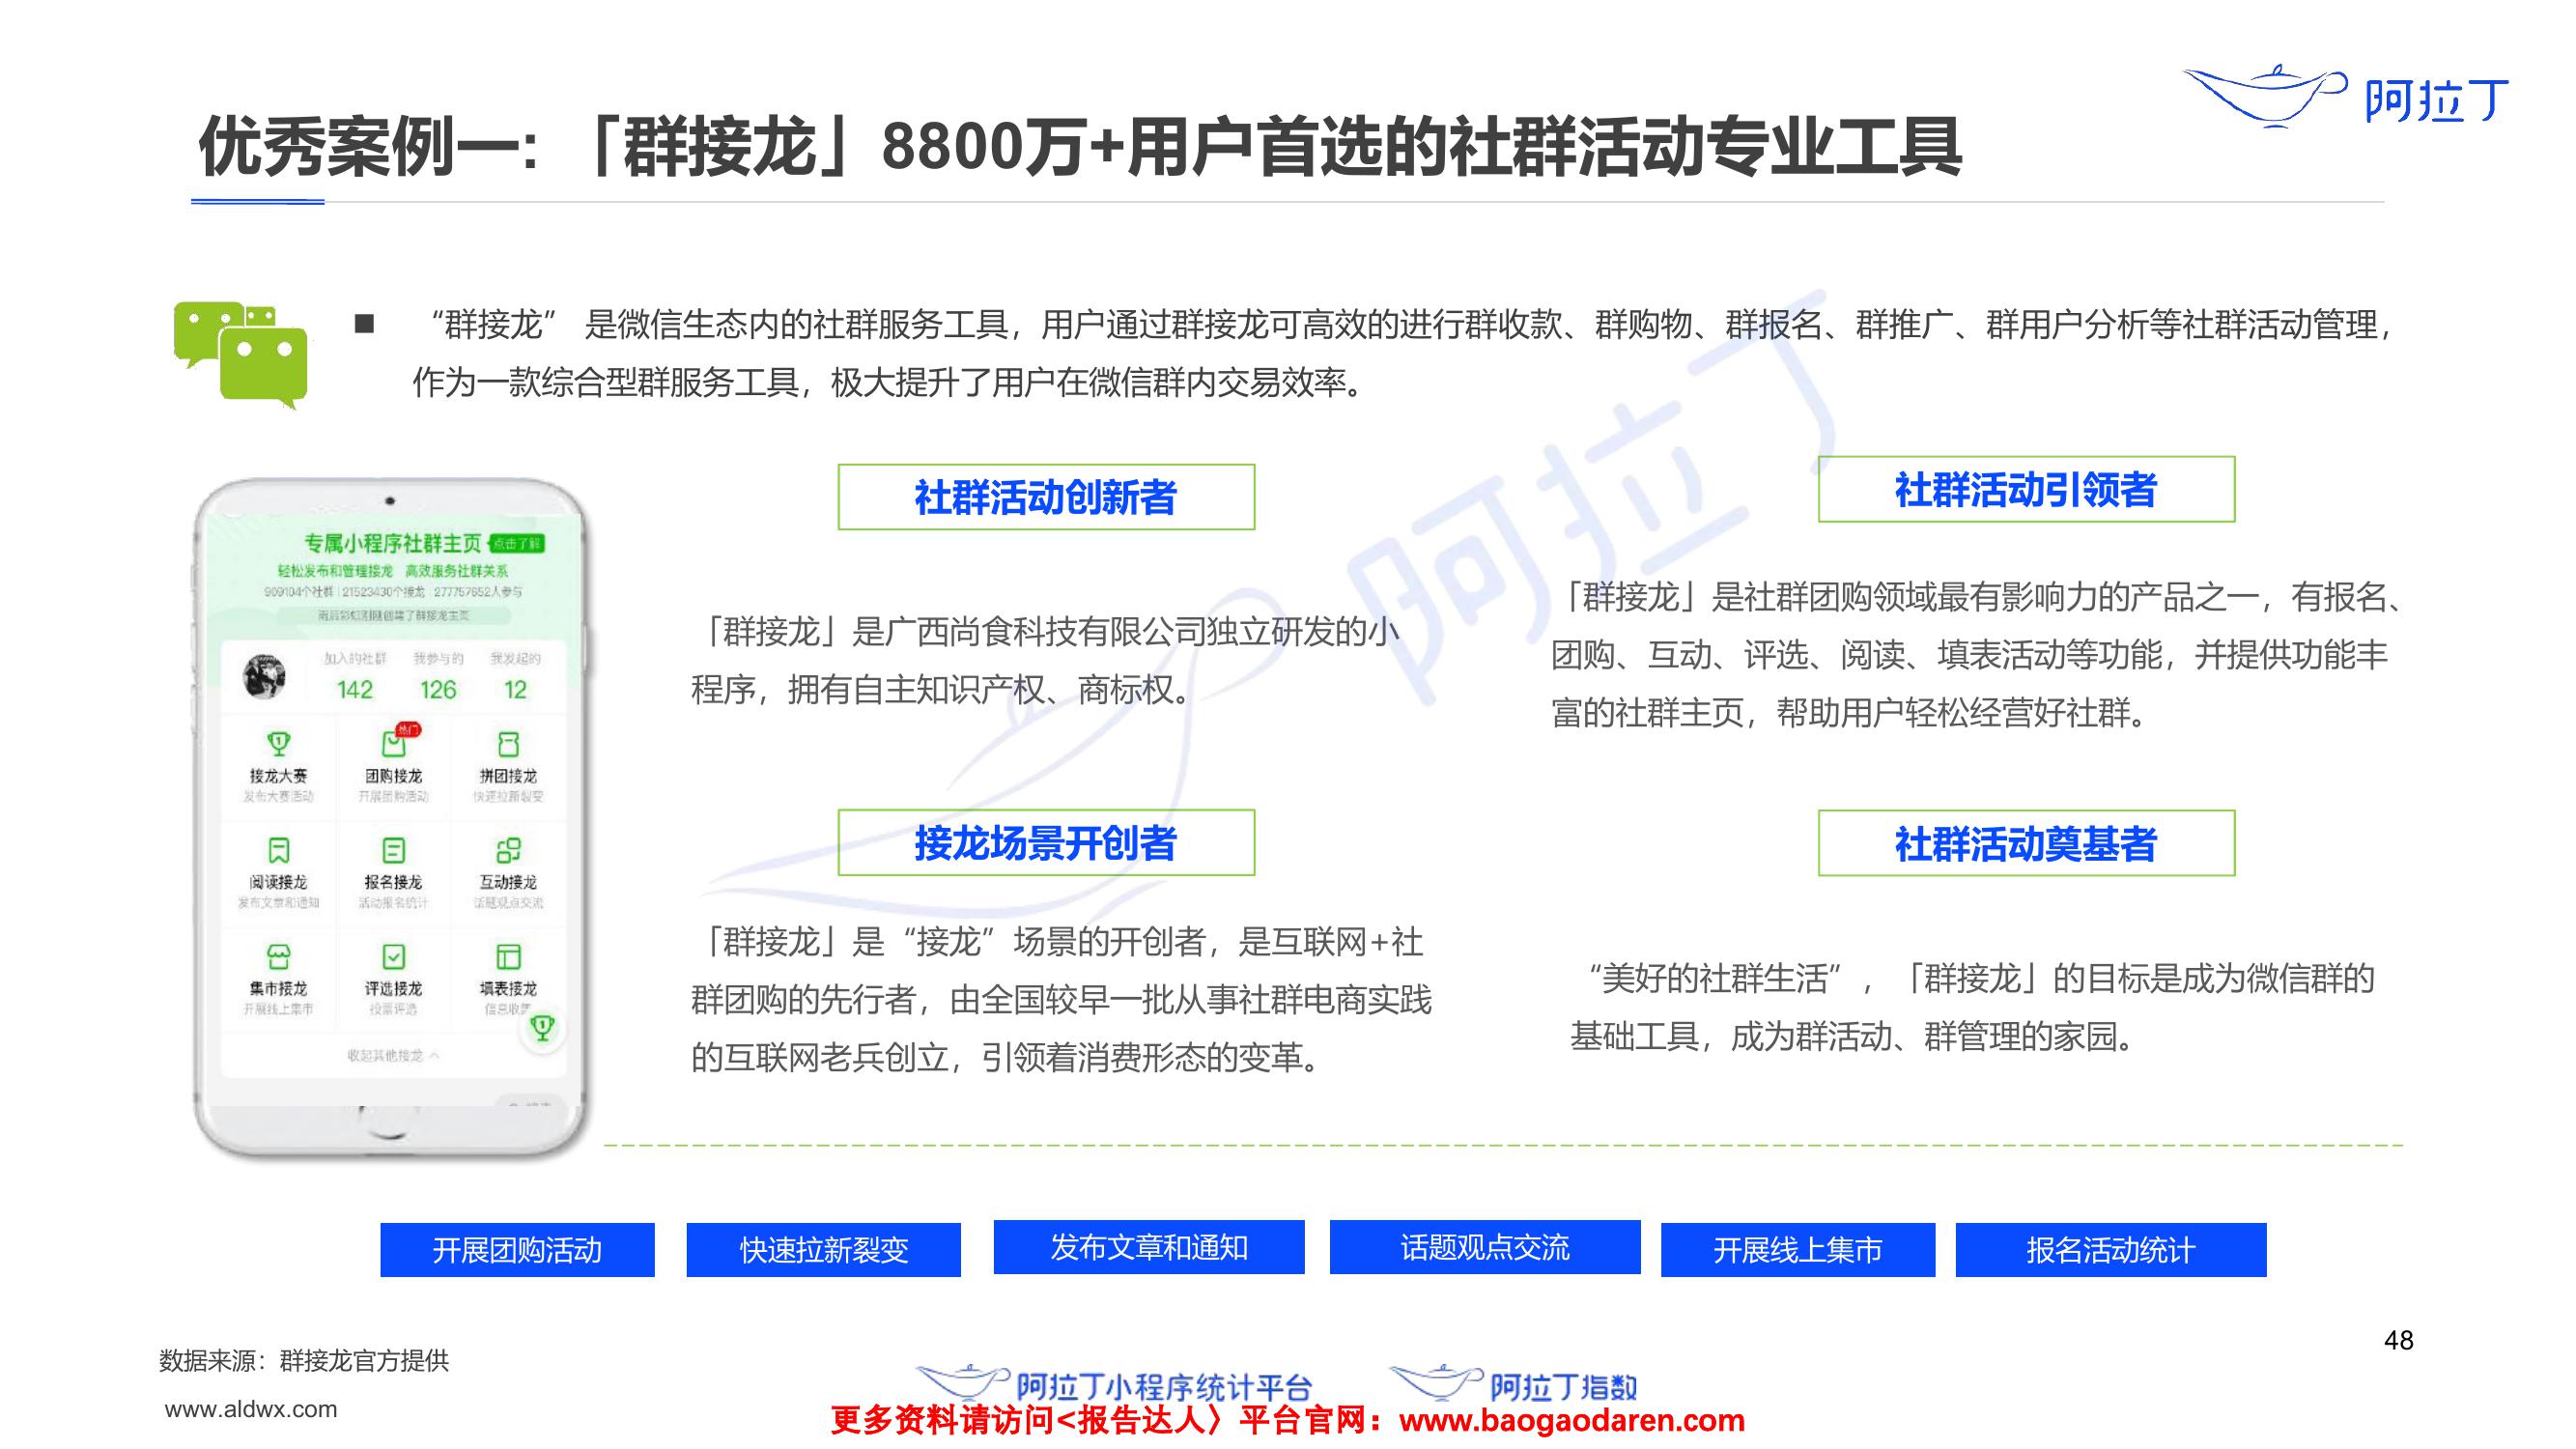 阿拉丁
优秀案例一:「群接龙」8800万+用户首选的社群活动专业工具
■ “群接龙” 是微信生态内的社群服务工具，用户通过群接龙可高效的进行群收款、群购物、群报名、群推广、群用户分析等社群活动管理，
作为一款综合型群服务工具，极大提升了用户在微信群内交易效率。
专属小程序社群主页 点击了解
轻松发布和管理接龙 高效服务社群关系
909104个社群 | 21523430个接龙 | 277757652人参与
加入的社群 我参与的 我发起的
142 126 12
热门
接龙大赛 团购接龙 拼团接龙
发布大赛活动 开展团购活动 快速拉新裂变
阅读接龙 报名接龙 互动接龙
发布文章和通知 活动报名统计 话题观点交流
集市接龙 评选接龙 填表接龙
开展线上集市 投票评选 信息收集
收起其他接龙
社群活动创新者
「群接龙」是广西尚食科技有限公司独立研发的小
程序，拥有自主知识产权、商标权。
社群活动引领者
「群接龙」是社群团购领域最有影响力的产品之一，有报名、
团购、互动、评选、阅读、填表活动等功能，并提供功能丰
富的社群主页，帮助用户轻松经营好社群。
接龙场景开创者
「群接龙」是“接龙”场景的开创者，是互联网+社
群团购的先行者，由全国较早一批从事社群电商实践
的互联网老兵创立，引领着消费形态的变革。
社群活动奠基者
“美好的社群生活”，「群接龙」的目标是成为微信群的
基础工具，成为群活动、群管理的家园。
阿拉丁
开展团购活动 快速拉新裂变 发布文章和通知 话题观点交流 开展线上集市 报名活动统计
48
数据来源：群接龙官方提供
www.aldwx.com
阿拉丁小程序统计平台 阿拉丁指数
更多资料请访问<报告达人〉平台官网：www.baogaodaren.com